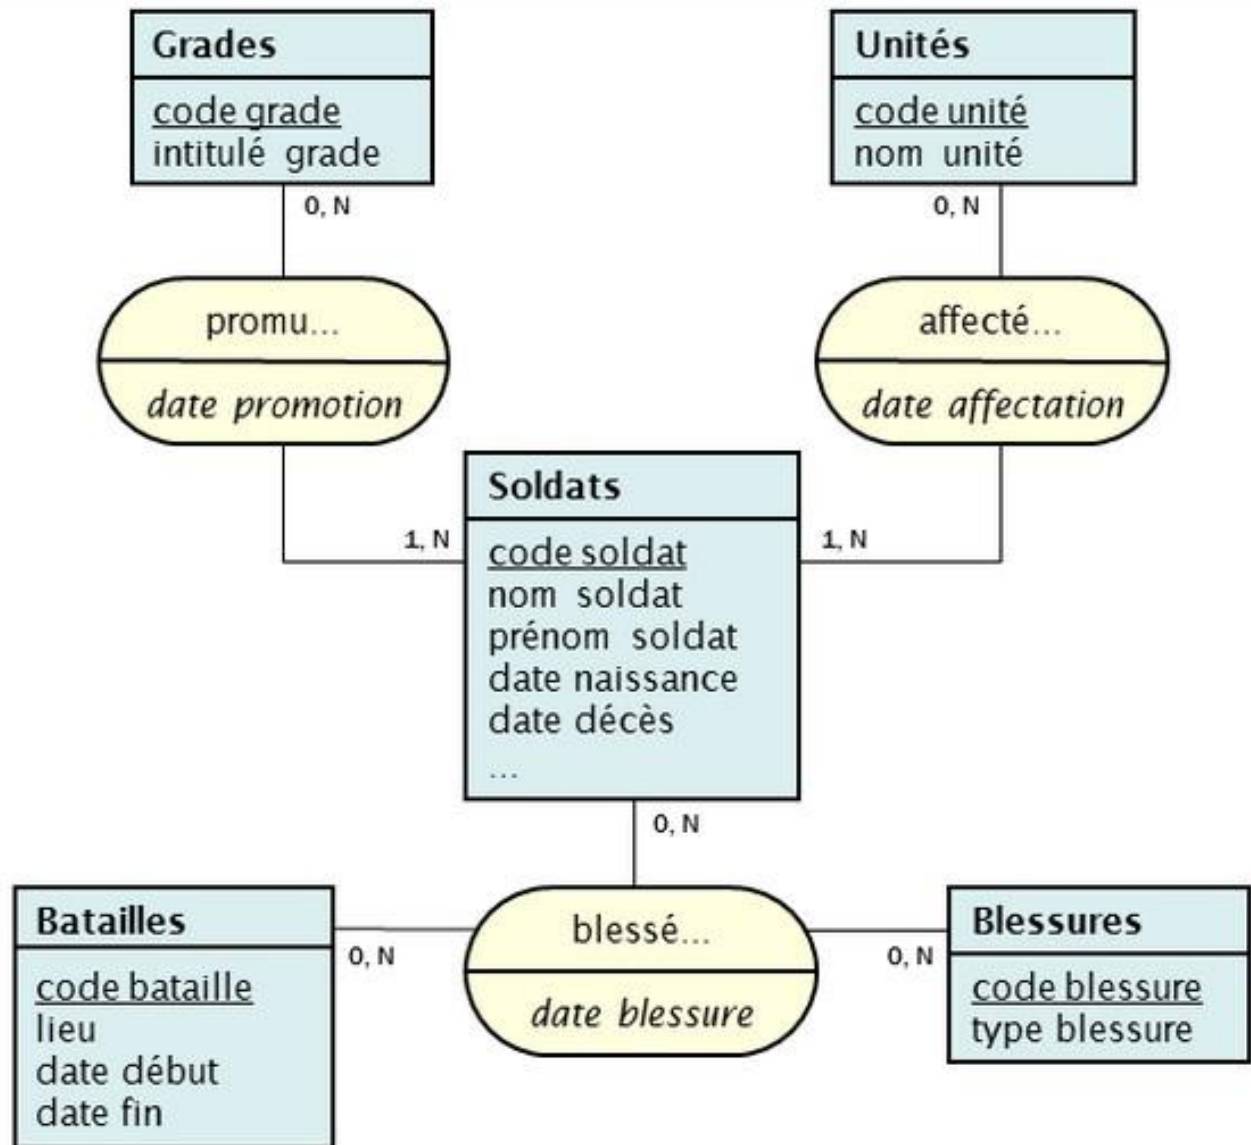 Grades
code grade
intitulé grade
Unités
code unité
nom unité
0, N
0, N
promu...
date promotion
affecté...
date affectation
1, N
1, N
Soldats
code soldat
nom soldat
prénom soldat
date naissance
date décès
...
0, N
Batailles
code bataille
lieu
date début
date fin
0, N
blessé...
date blessure
0, N
Blessures
code blessure
type blessure